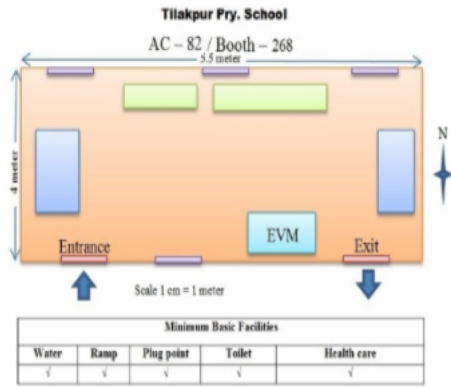 Tilakpur Pry. School
AC – 82 / Booth – 268
5.5 meter
4 meter
N
EVM
Entrance
Exit
Scale 1 cm = 1 meter
Minimum Basic Facilities
Water Ramp Plug point Toilet Health care
√ √ √ √ √